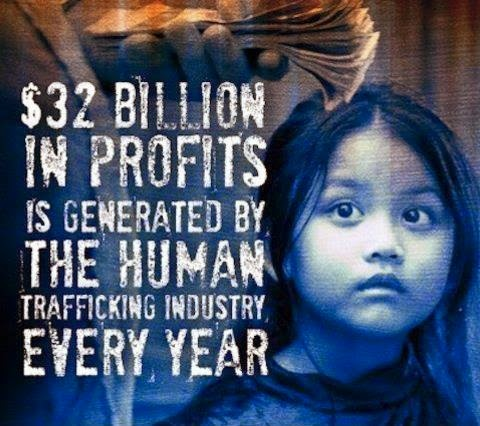 $32 BILLION
IN PROFITS
IS GENERATED BY
THE HUMAN
TRAFFICKING INDUSTRY
EVERY YEAR